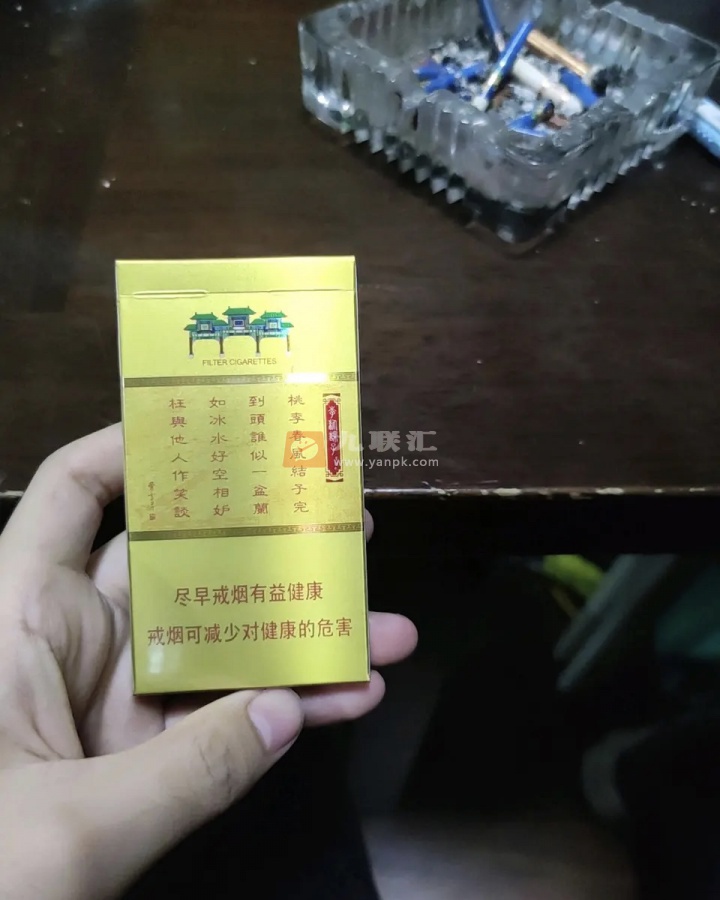 FILTER CIGARETTES
桃李春風結子完
到頭誰似一盆蘭
如冰水好空相妒
枉與他人作笑談
九联汇
www.yanpk.com
尽早戒烟有益健康
戒烟可减少对健康的危害